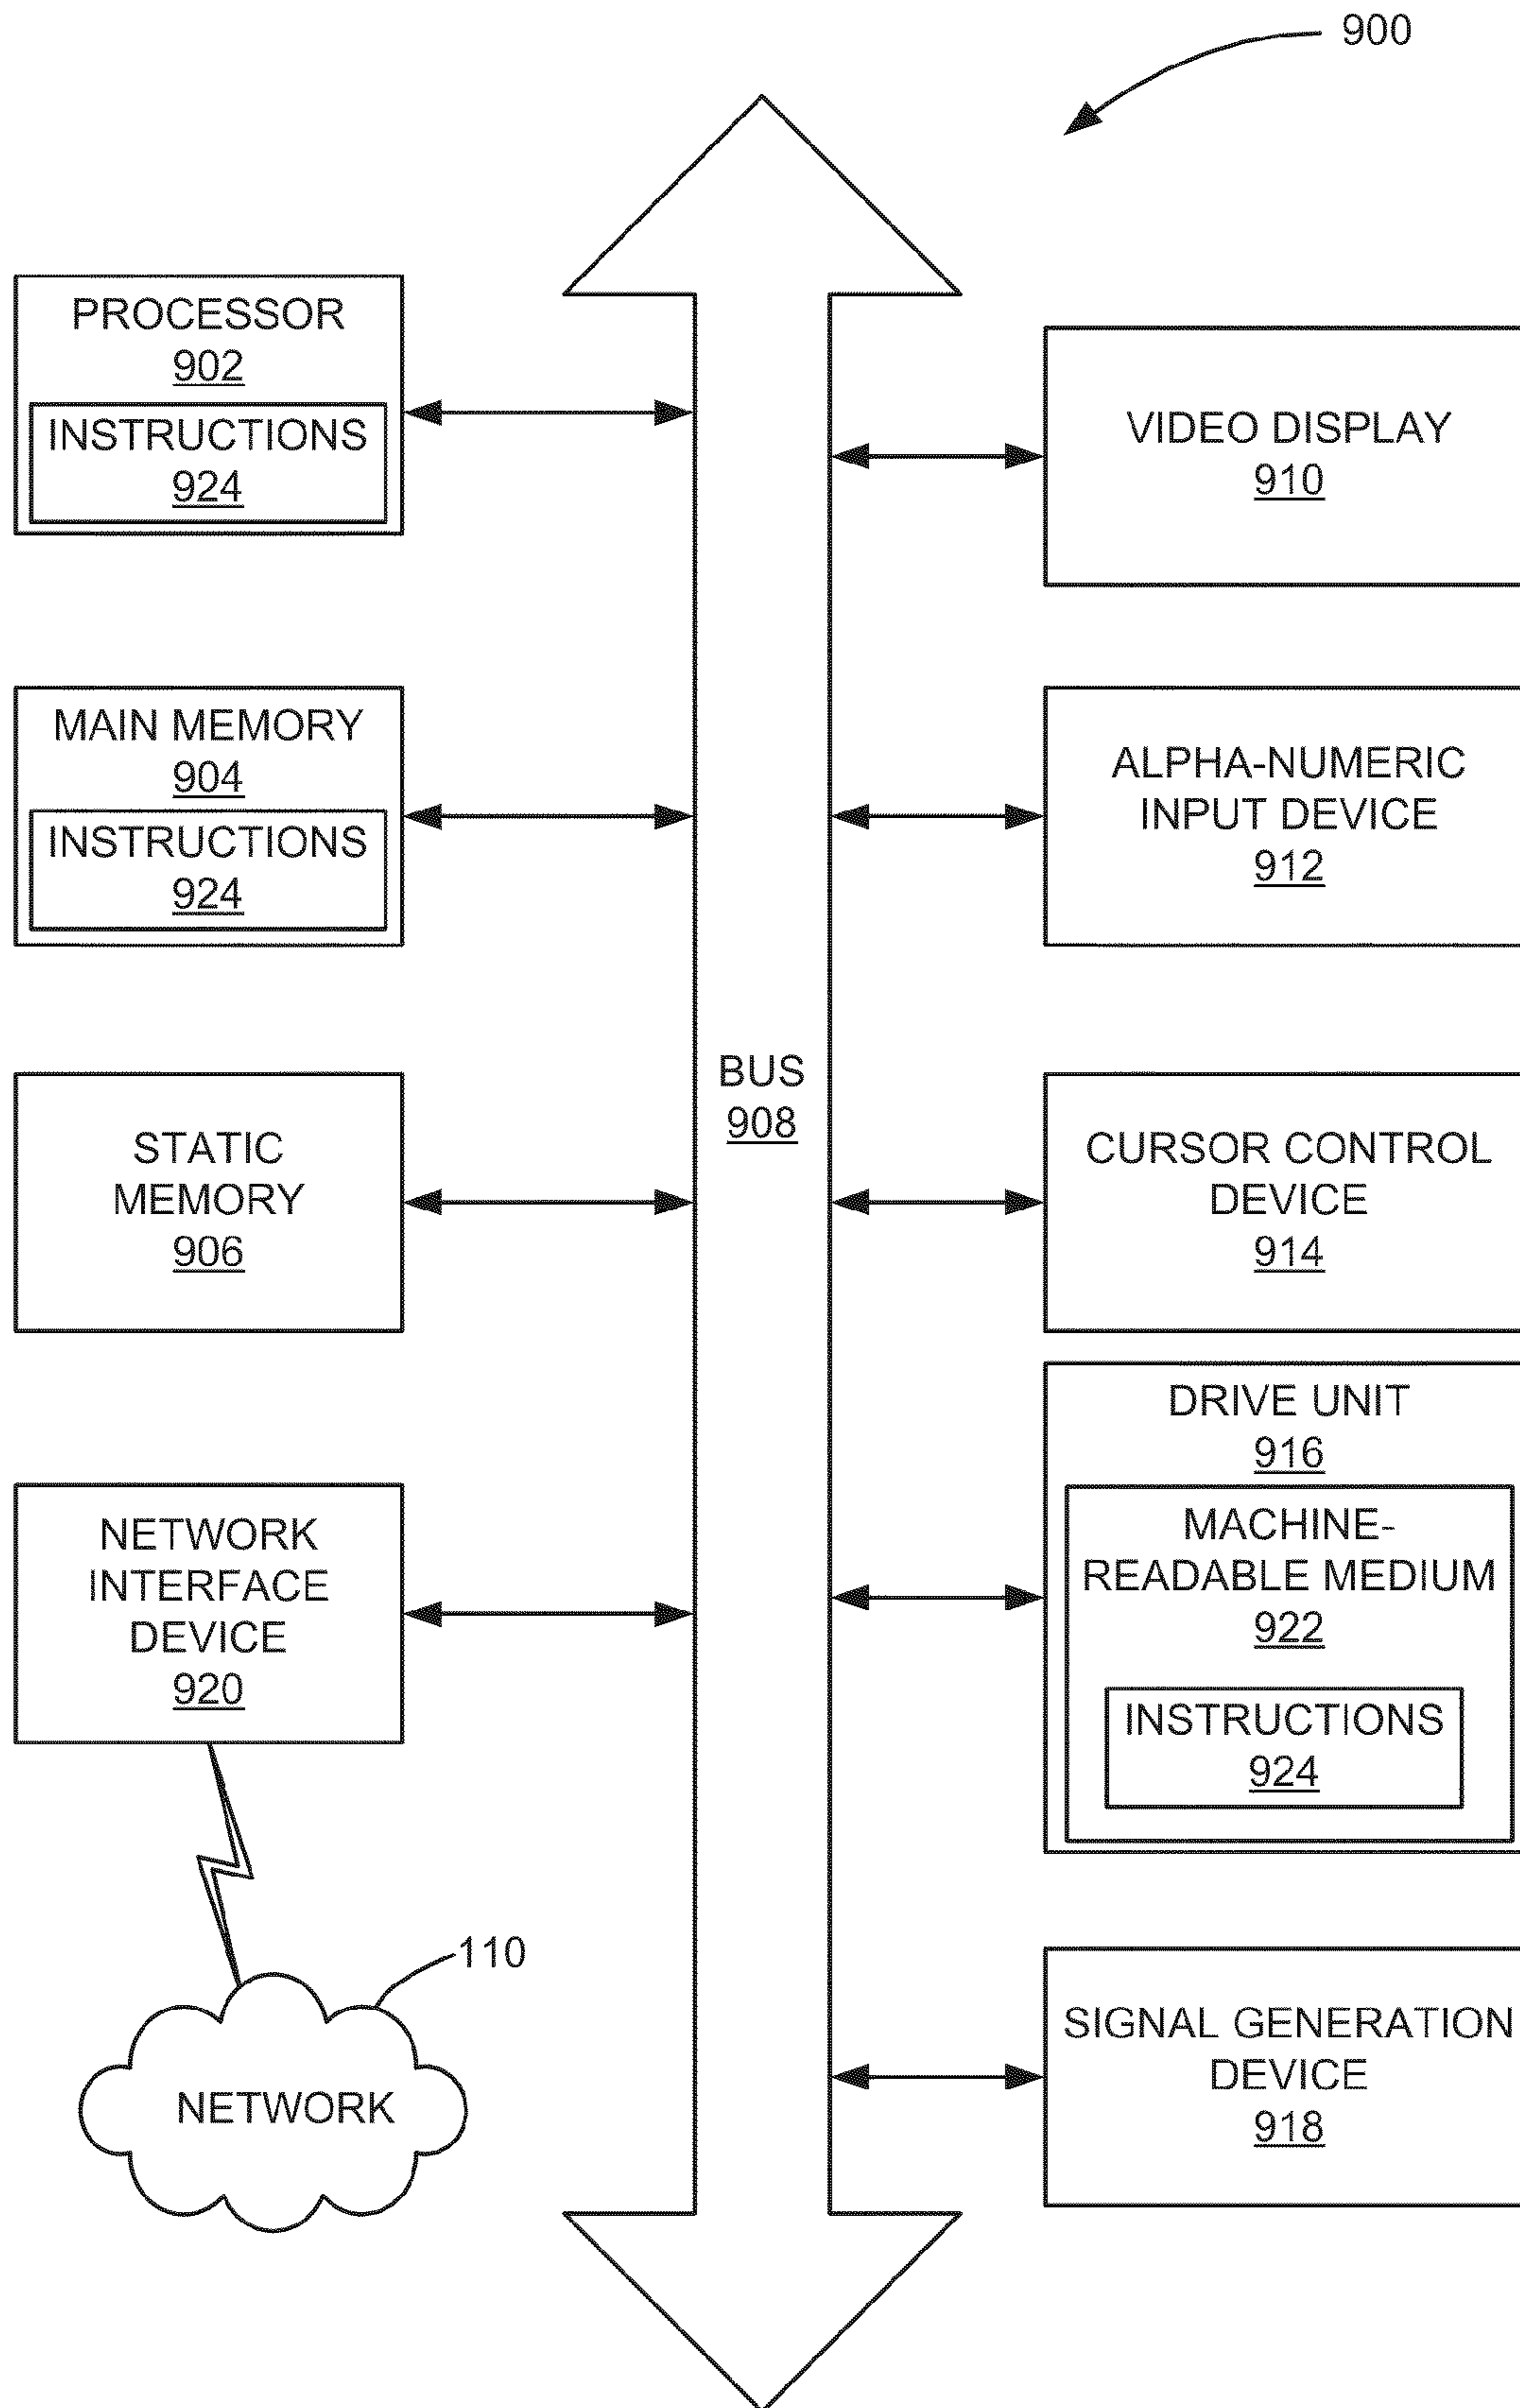 900
PROCESSOR
902
INSTRUCTIONS
924
MAIN MEMORY
904
INSTRUCTIONS
924
STATIC
MEMORY
906
NETWORK
INTERFACE
DEVICE
920
110
NETWORK
BUS
908
VIDEO DISPLAY
910
ALPHA-NUMERIC
INPUT DEVICE
912
CURSOR CONTROL
DEVICE
914
DRIVE UNIT
916
MACHINE-
READABLE MEDIUM
922
INSTRUCTIONS
924
SIGNAL GENERATION
DEVICE
918